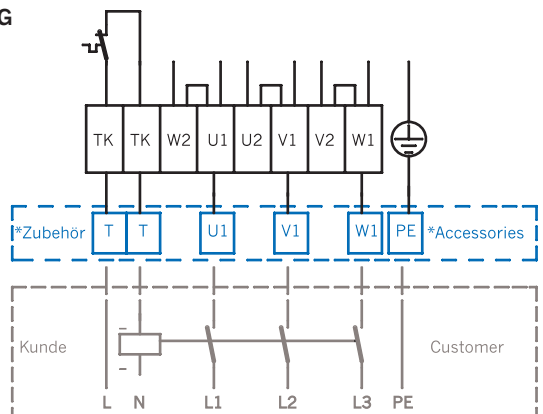 G
TK TK W2 U1 U2 V1 V2 W1
*Zubehör T T U1 V1 W1 PE *Accessories
Kunde Customer
L N L1 L2 L3 PE